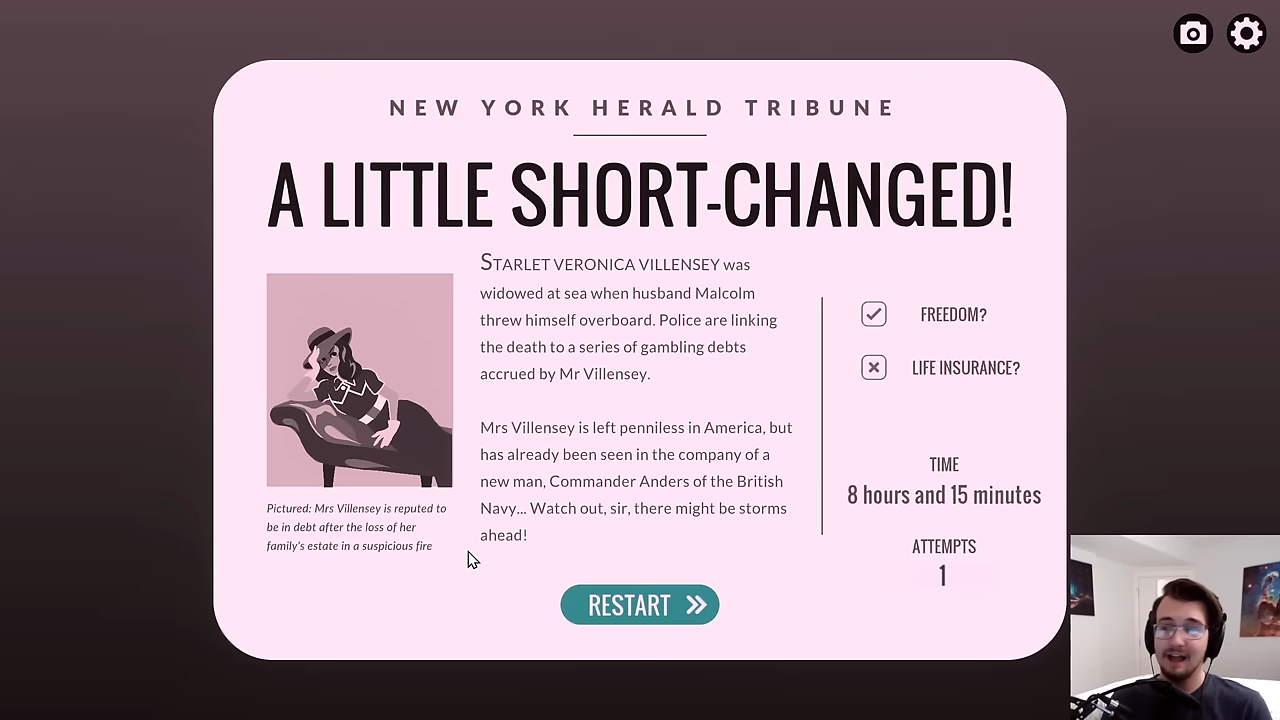 NEW YORK HERALD TRIBUNE
A LITTLE SHORT-CHANGED!
STARLET VERONICA VILLENSEY was
widowed at sea when husband Malcolm
threw himself overboard. Police are linking
the death to a series of gambling debts
accrued by Mr Villensey.
Mrs Villensey is left penniless in America, but
has already been seen in the company of a
new man, Commander Anders of the British
Navy... Watch out, sir, there might be storms
ahead!
Pictured: Mrs Villensey is reputed to
be in debt after the loss of her
family's estate in a suspicious fire
FREEDOM?
LIFE INSURANCE?
TIME
8 hours and 15 minutes
ATTEMPTS
1
RESTART